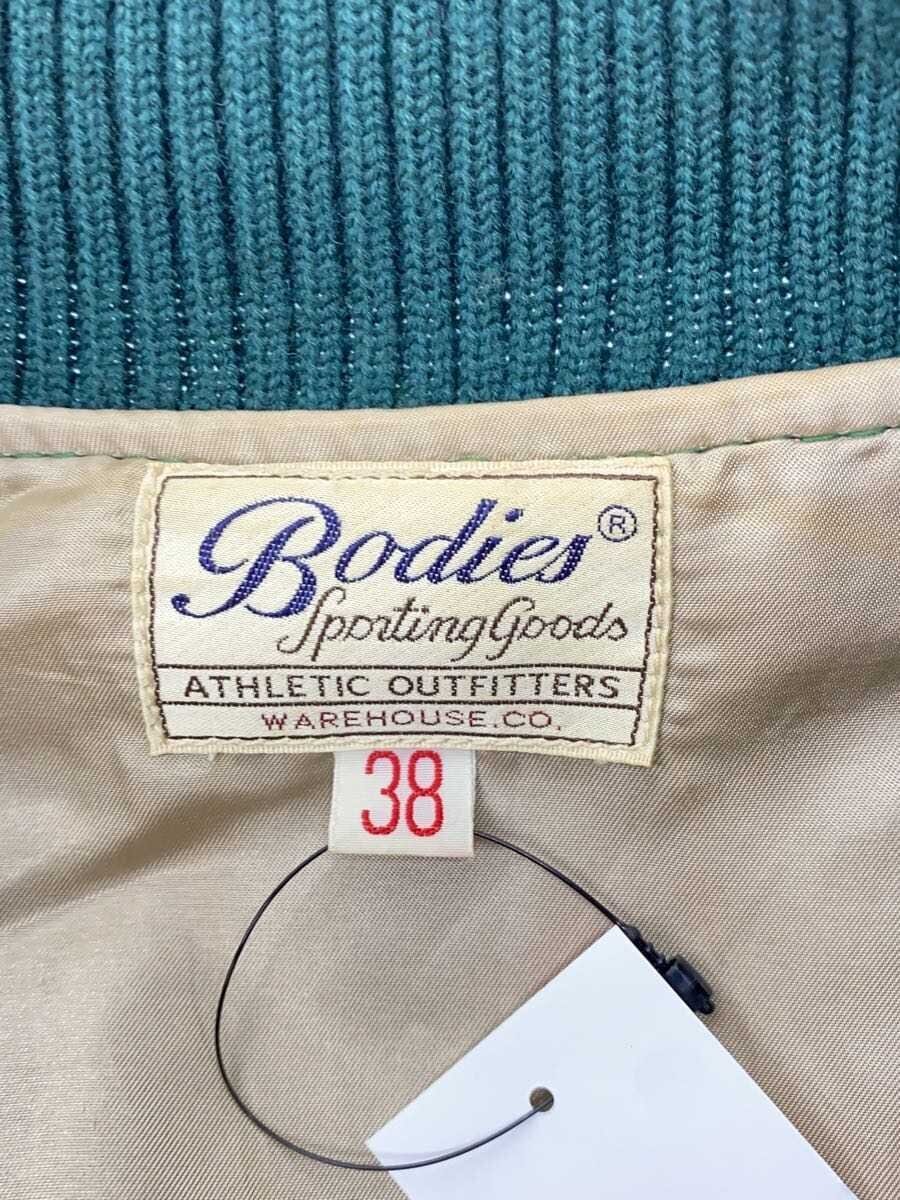 Bodies®
Sporting Goods
ATHLETIC OUTFITTERS
WAREHOUSE.CO.
38